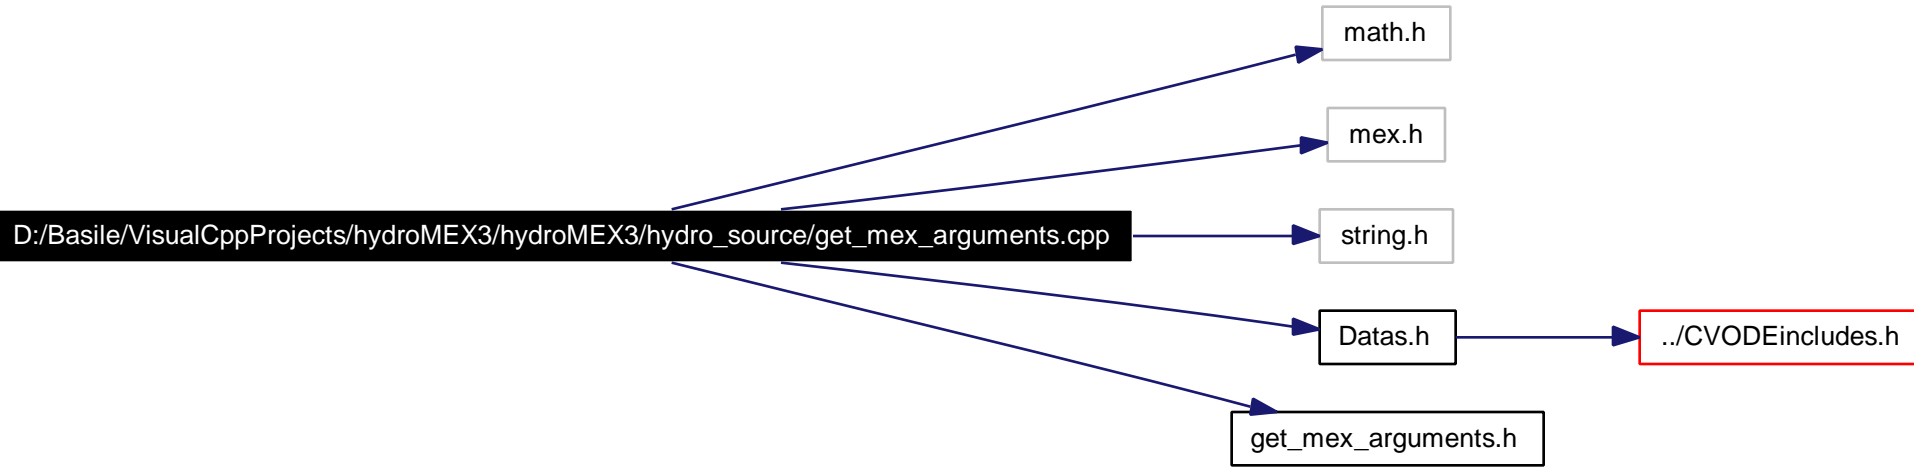 math.h
mex.h
D:/Basile/VisualCppProjects/hydroMEX3/hydroMEX3/hydro_source/get_mex_arguments.cpp
string.h
Datas.h
../CVODEincludes.h
get_mex_arguments.h